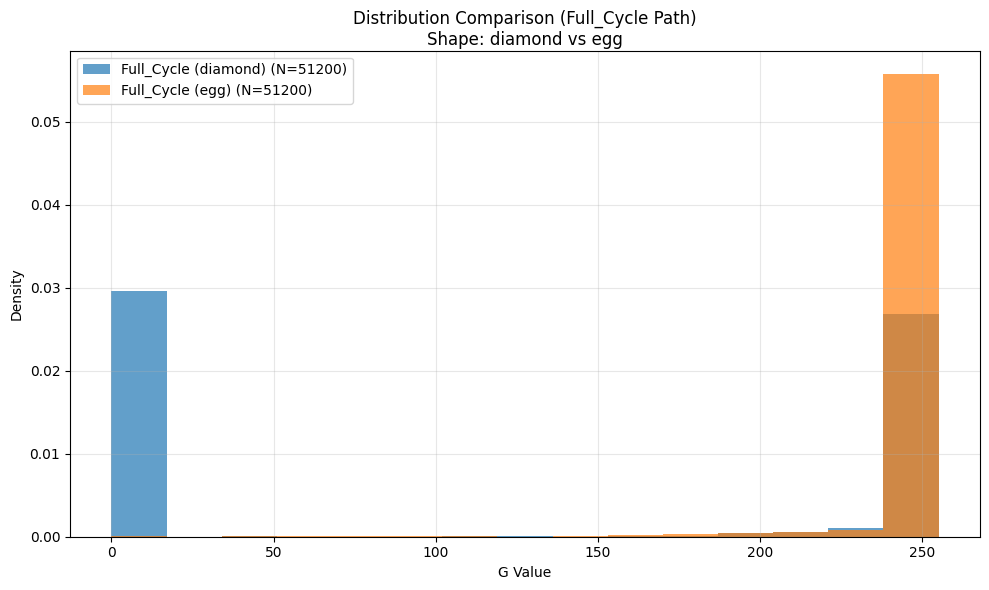 Distribution Comparison (Full_Cycle Path)
Shape: diamond vs egg
Full_Cycle (diamond) (N=51200)
Full_Cycle (egg) (N=51200)
Density
0.05
0.04
0.03
0.02
0.01
0.00
0 50 100 150 200 250
G Value